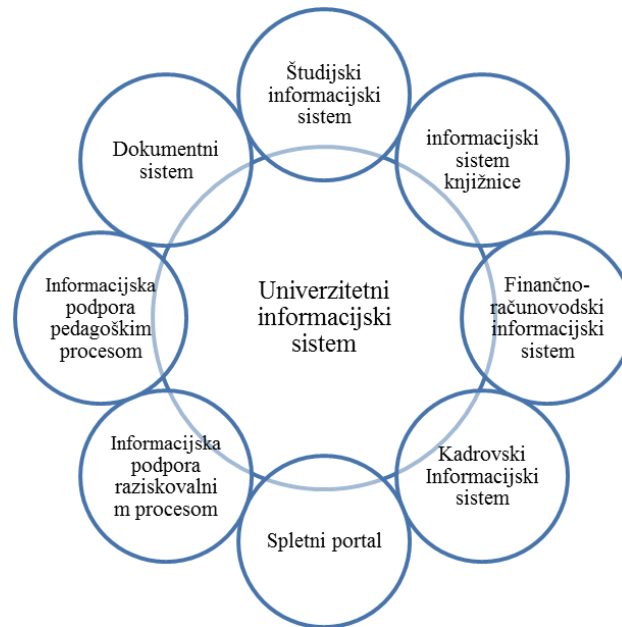 Študijski
informacijski
sistem
informacijski
sistem
knjižnice
Finančno-
računovodski
informacijski
sistem
Kadrovski
Informacijski
sistem
Spletni portal
Informacijska
podpora
raziskovalni
m procesom
Informacijska
podpora
pedagoškim
procesom
Dokumentni
sistem
Univerzitetni
informacijski
sistem